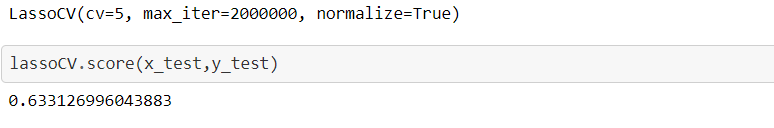 LassoCV(cv=5, max_iter=2000000, normalize=True)
lassoCV.score(x_test,y_test)
0.633126996043883